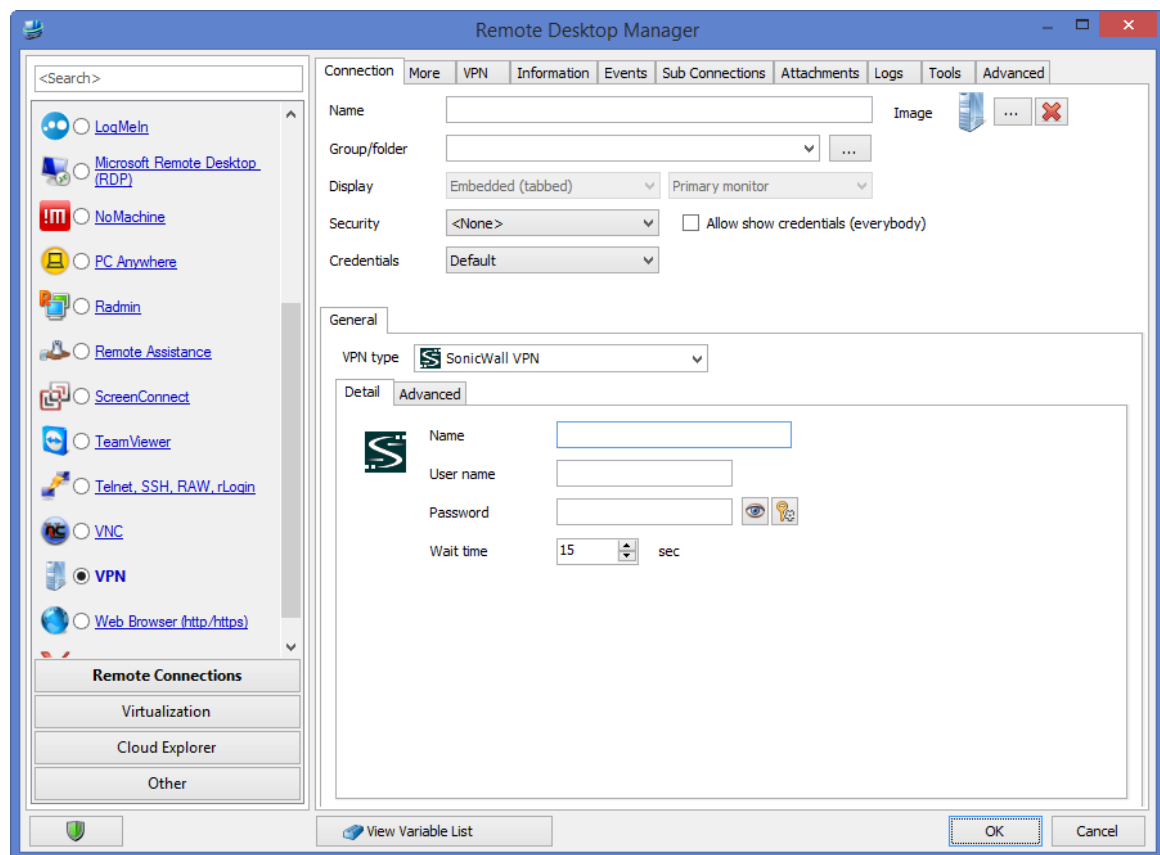 Remote Desktop Manager
<Search>
LogMeIn
Microsoft Remote Desktop
(RDP)
NoMachine
PC Anywhere
Radmin
Remote Assistance
ScreenConnect
TeamViewer
Telnet, SSH, RAW, rLogin
VNC
VPN
Web Browser (http/https)
Remote Connections
Virtualization
Cloud Explorer
Other
Connection More VPN Information Events Sub Connections Attachments Logs Tools Advanced
Name Image ...
Group/folder ...
Display Embedded (tabbed) Primary monitor
Security <None> Allow show credentials (everybody)
Credentials Default
General
VPN type SonicWall VPN
Detail Advanced
Name
User name
Password
Wait time 15 sec
View Variable List OK Cancel